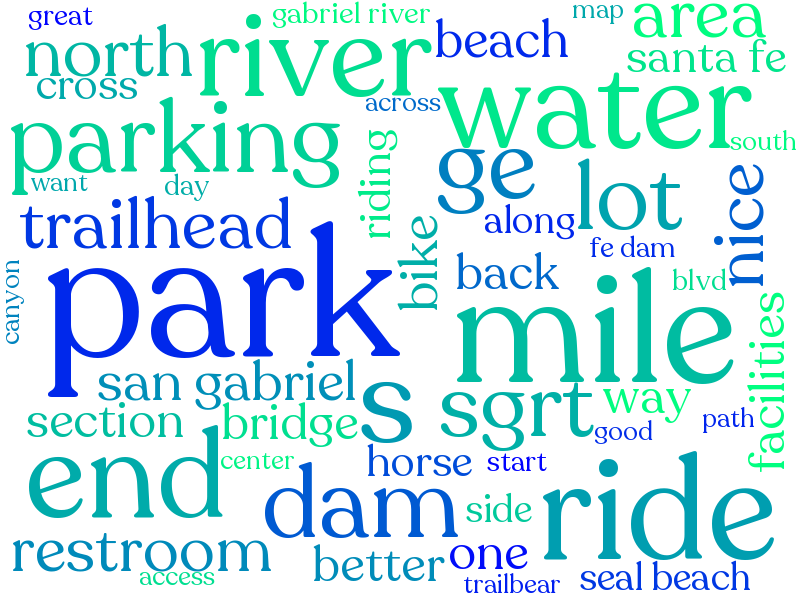 great
gabriel river
map
area
north
river
beach
santa fe
cross
across
water
parking
south
want
day
riding
ge
lot
nice
trailhead
along
bike
fe dam
park
back
blvd
canyon
mile
facilities
san gabriel
s
sgrt
way
section
bridge
good
path
end
center
horse
start
dam
side
ride
restroom
better
one
access
trailbear
seal beach